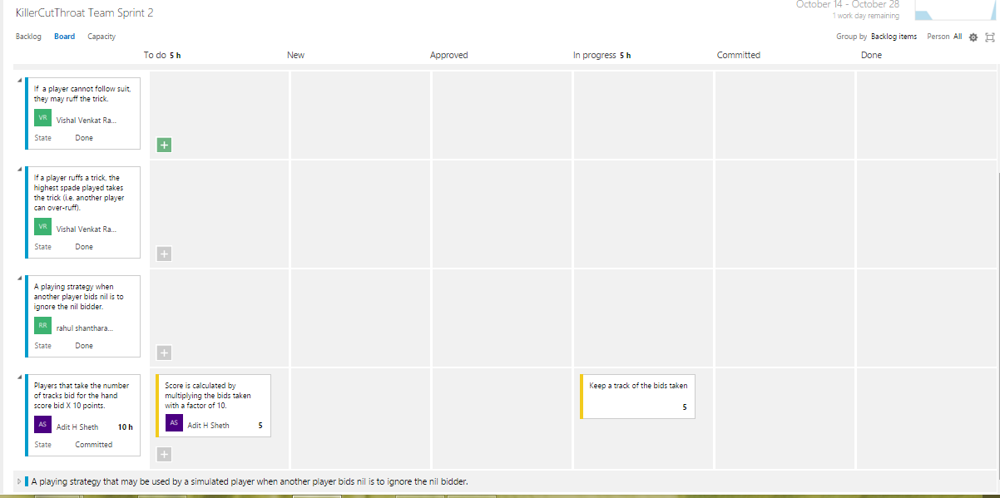 KillerCutThroat Team Sprint 2
October 14 - October 28
1 work day remaining
Backlog Board Capacity
Group by Backlog items Person All
To do 5 h New Approved In progress 5 h Committed Done
If a player cannot follow suit,
they may ruff the trick.
VR Vishal Venkat Ra...
State Done
If a player ruffs a trick, the
highest spade played takes
the trick (i.e. another player
can over-ruff).
VR Vishal Venkat Ra...
State Done
A playing strategy when
another player bids nil is to
ignore the nil bidder.
RR rahul shanthara...
State Done
Players that take the number
of tracks bid for the hand
score bid X 10 points.
AS Adit H Sheth 10 h
State Committed
Score is calculated by
multiplying the bids taken
with a factor of 10.
AS Adit H Sheth 5
Keep a track of the bids taken
5
A playing strategy that may be used by a simulated player when another player bids nil is to ignore the nil bidder.